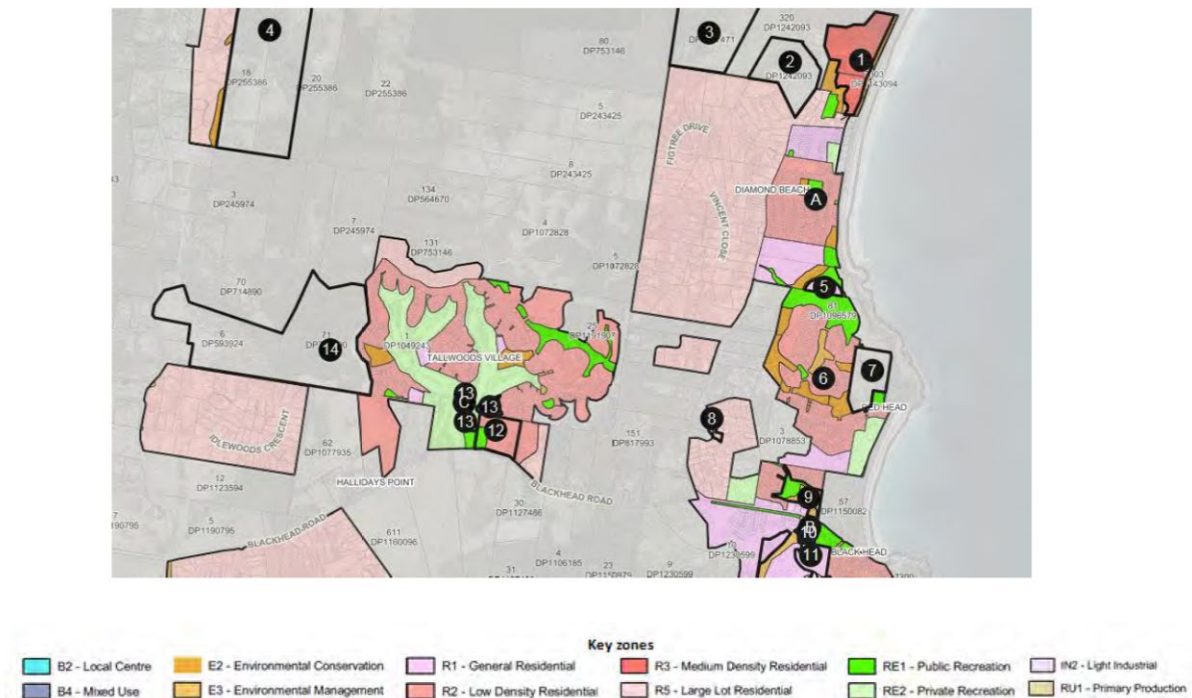 4
3
320
DP1242093
2
DP1242093
1
80
DP753146
18
DP255386
20
DP255386
22
DP255386
5
DP243425
FIGTREE DRIVE
8
DP243425
DIAMOND BEACH
A
VINCENT CLOSE
3
DP245974
134
DP564670
7
DP245974
4
DP1072828
131
DP753146
5
DP1072828
5
61
DP1096579
70
DP714890
6
DP593924
71
14
1
DP1049243
TALLWOODS VILLAGE
6
7
RED HEAD
13
C
13
13
12
8
3
DP1078853
151
DP817993
IDLEWOODS CRESCENT
62
DP1077935
HALLIDAYS POINT
12
DP1123594
BLACKHEAD ROAD
30
DP1127486
9
57
DP1150082
B
10
11
BLACK HEAD
DP1230599
5
DP1190795
BLACKHEAD ROAD
611
DP1160096
4
DP1106185
31
23
9
DP1230599
Key zones
B2 - Local Centre
E2 - Environmental Conservation
R1 - General Residential
R3 - Medium Density Residential
RE1 - Public Recreation
IN2 - Light Industrial
B4 - Mixed Use
E3 - Environmental Management
R2 - Low Density Residential
R5 - Large Lot Residential
RE2 - Private Recreation
RU1 - Primary Production